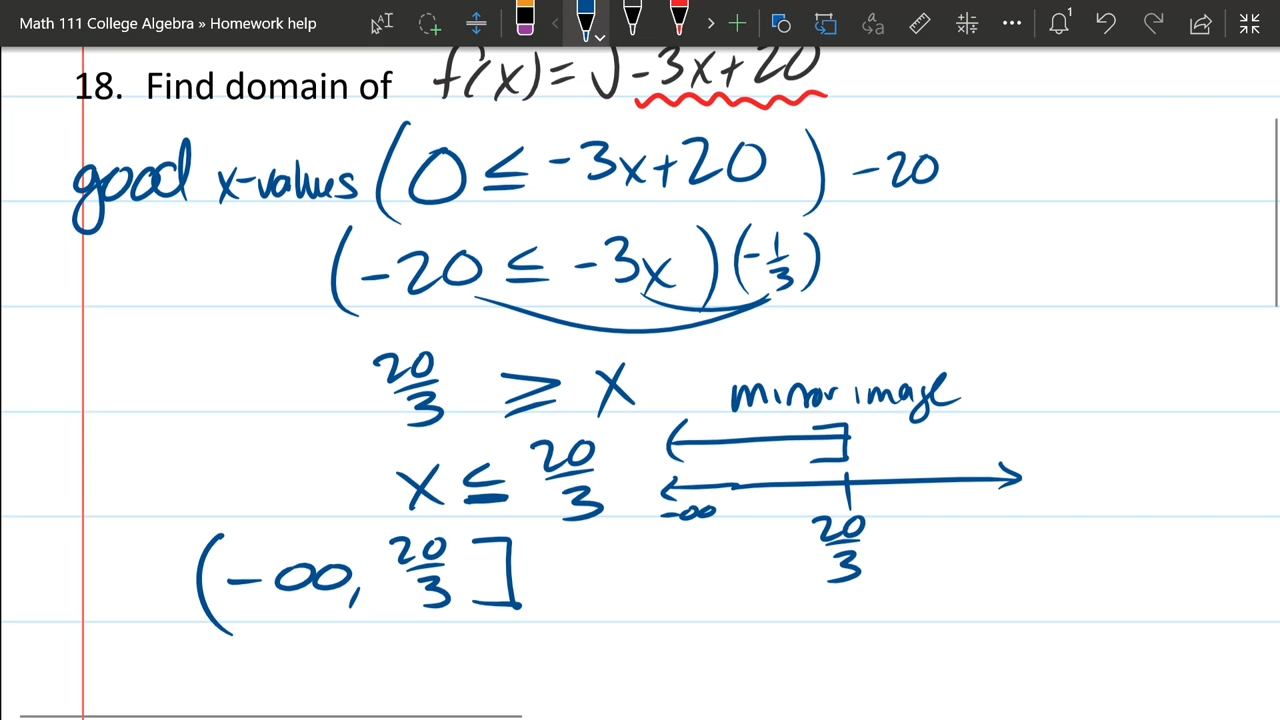 Math 111 College Algebra » Homework help
1
18. Find domain of f(x) = √-3x+20
good x-values (0 ≤ -3x+20) -20
(-20 ≤ -3x)(-1/3)
20/3 ≥ x
mirror image
x ≤ 20/3
-∞ 20/3
(-∞, 20/3]